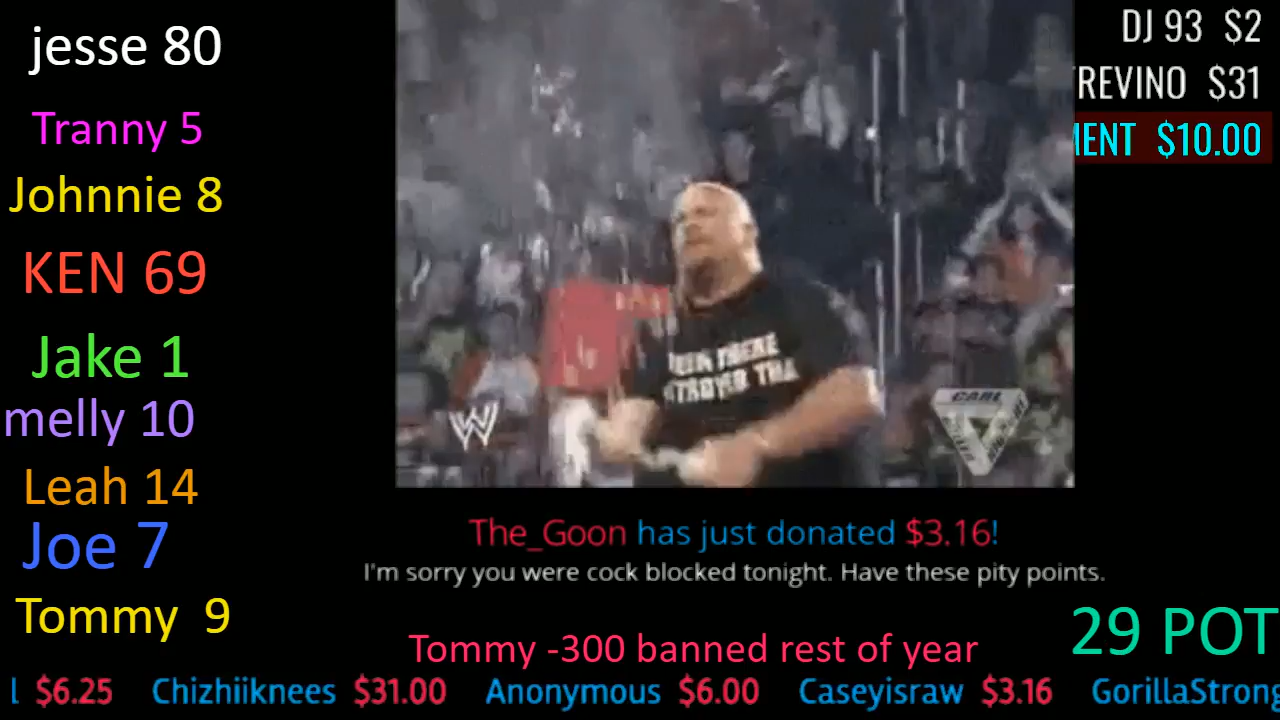 jesse 80
Tranny 5
Johnnie 8
KEN 69
Jake 1
melly 10
Leah 14
Joe 7
Tommy 9
DJ 93 $2
REVINO $31
MENT $10.00
W
CARL
The_Goon has just donated $3.16!
I'm sorry you were cock blocked tonight. Have these pity points.
Tommy -300 banned rest of year
29 POT
l $6.25 Chizhiiknees $31.00 Anonymous $6.00 Caseyisraw $3.16 GorillaStrong